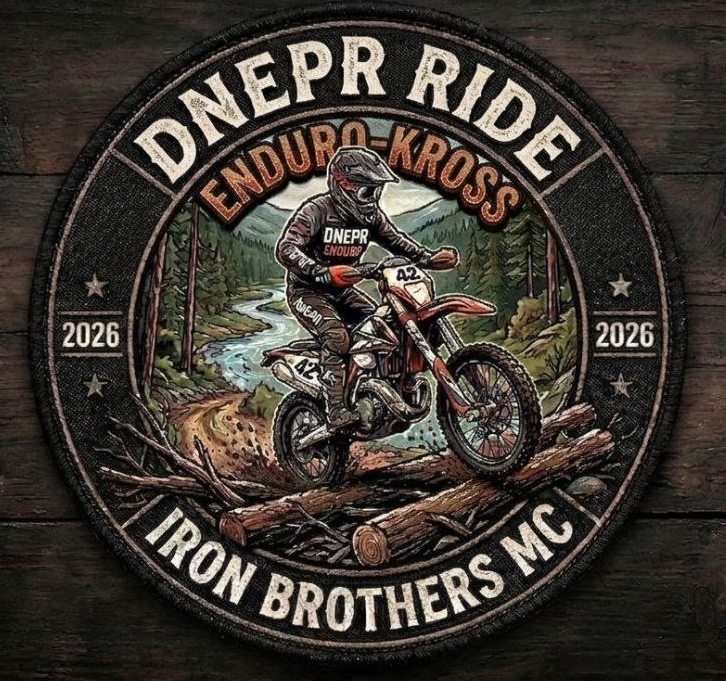 DNEPR RIDE
ENDURO-KROSS
DNEPR
ENDURO
42
2026
2026
42
IRON BROTHERS MC